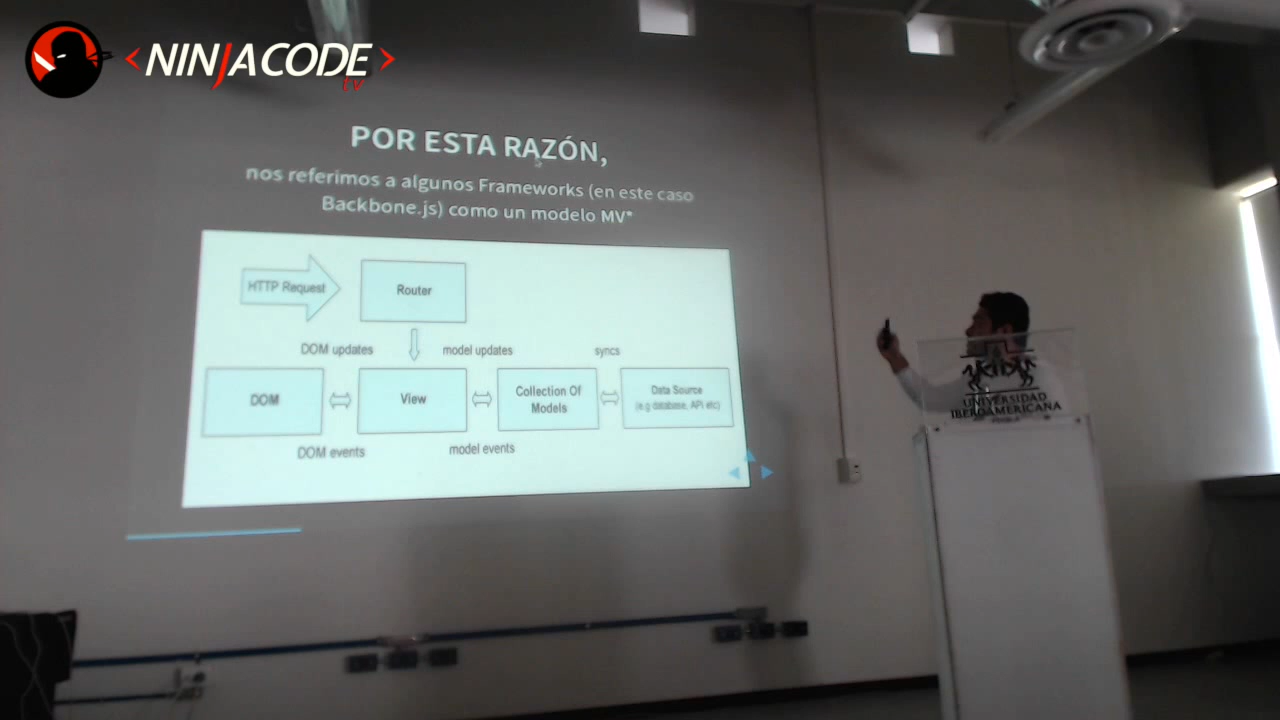 <NINJACODE>
tv
POR ESTA RAZÓN,
nos referimos a algunos Frameworks (en este caso
Backbone.js) como un modelo MV*
HTTP Request
Router
DOM updates
model updates
syncs
DOM
View
Collection Of
Models
Data Source
(e.g database, API etc)
DOM events
model events
UNIVERSIDAD
IBEROAMERICANA